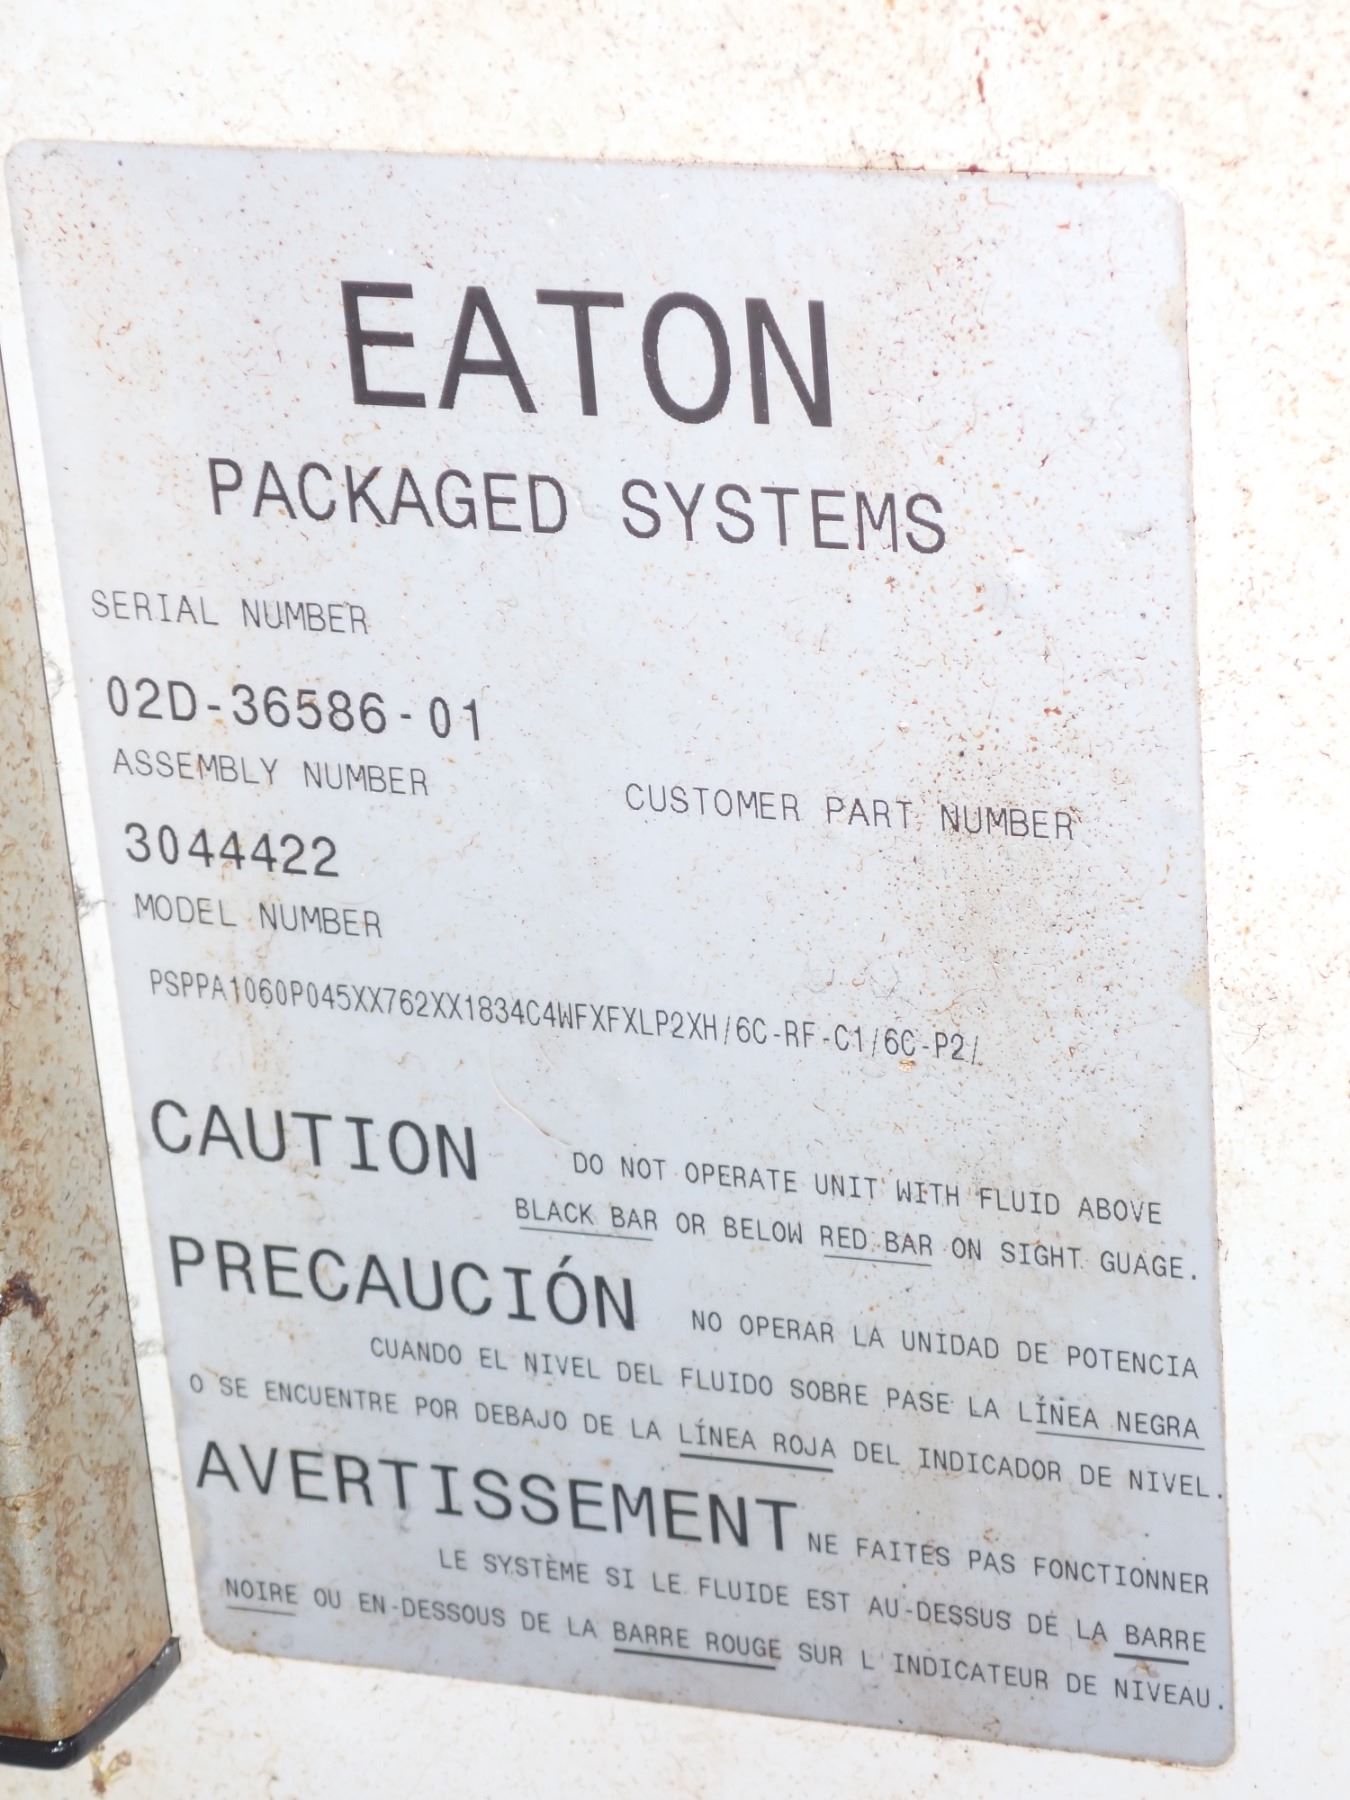 EATON
PACKAGED SYSTEMS
SERIAL NUMBER
02D-36586-01
ASSEMBLY NUMBER
CUSTOMER PART NUMBER
3044422
MODEL NUMBER
PSPPA1060P045XX762XX1834C4WFXFXLP2XH/6C-RF-C1/6C-P2/
CAUTION DO NOT OPERATE UNIT WITH FLUID ABOVE
BLACK BAR OR BELOW RED BAR ON SIGHT GUAGE.
PRECAUCIÓN NO OPERAR LA UNIDAD DE POTENCIA
CUANDO EL NIVEL DEL FLUIDO SOBRE PASE LA LÍNEA NEGRA
O SE ENCUENTRE POR DEBAJO DE LA LÍNEA ROJA DEL INDICADOR DE NIVEL.
AVERTISSEMENT NE FAITES PAS FONCTIONNER
LE SYSTÈME SI LE FLUIDE EST AU-DESSUS DE LA BARRE
NOIRE OU EN-DESSOUS DE LA BARRE ROUGE SUR L'INDICATEUR DE NIVEAU.